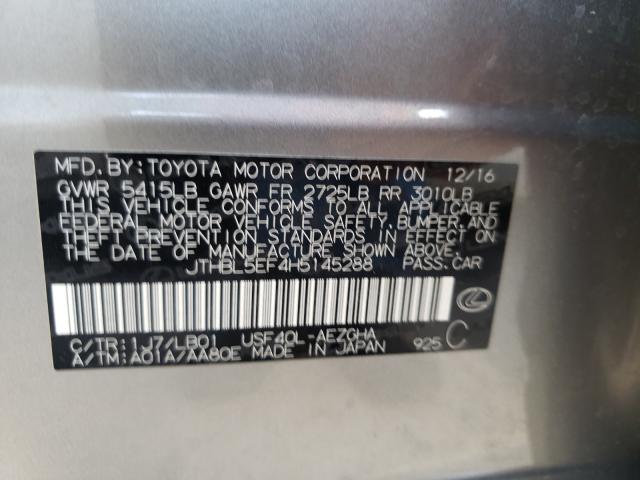 MFD. BY: TOYOTA MOTOR CORPORATION 12/16
GVWR 5415LB GAWR FR 2725LB RR 3010LB
THIS VEHICLE CONFORMS TO ALL APPLICABLE
FEDERAL MOTOR VEHICLE SAFETY, BUMPER, AND
THEFT PREVENTION STANDARDS IN EFFECT ON
THE DATE OF MANUFACTURE SHOWN ABOVE.
JTHBL5EF4H5145288 PASS. CAR
C/TR: 1J7/LB01 USF40L-AEZGHA
A/TM: A01A/AA80E MADE IN JAPAN 925 C